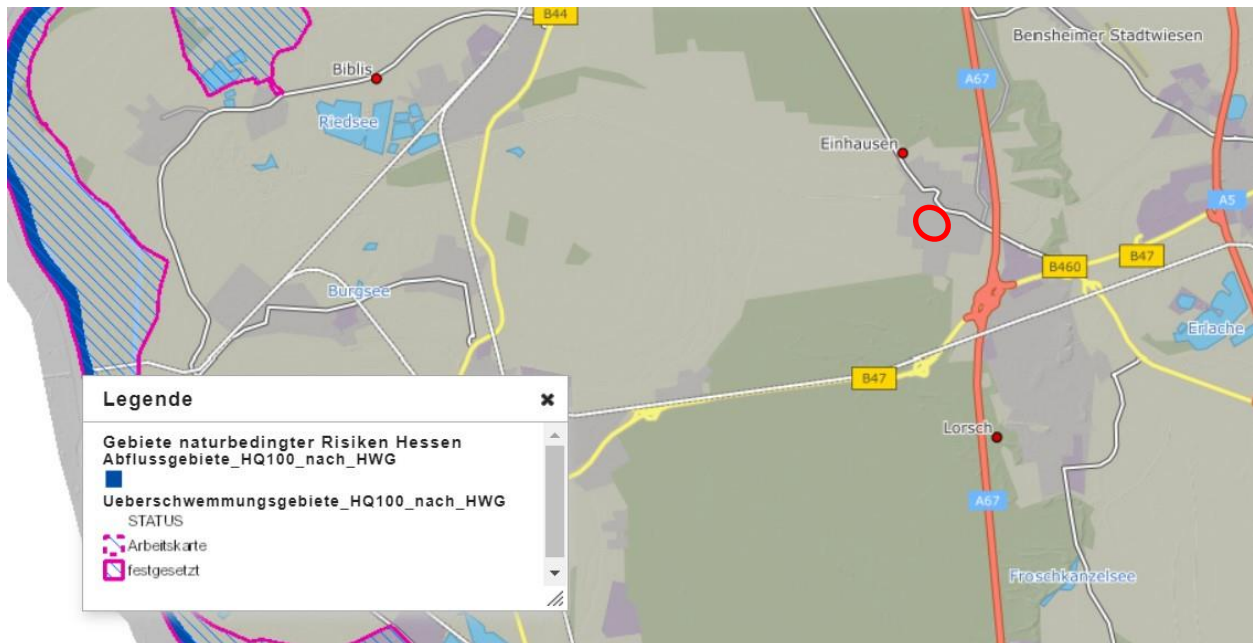 B44
Bensheimer Stadtwiesen
Biblis
A67
Riedsee
Einhausen
A5
B47
B460
Burgsee
Erlache
B47
Legende
Lorsch
Gebiete naturbedingter Risiken Hessen
Abflussgebiete_HQ100_nach_HWG
Ueberschwemmungsgebiete_HQ100_nach_HWG
STATUS
Arbeitskarte
festgesetzt
A67
Froschkanzelsee